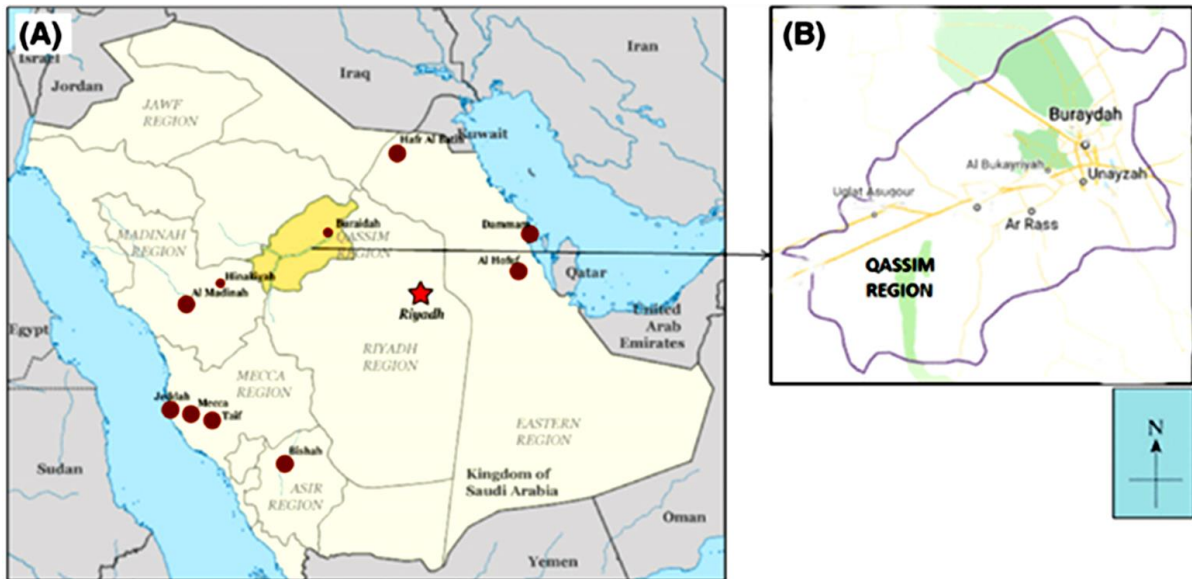 (A)
Israel
Jordan
Iraq
Iran
JAWF
REGION
Kuwait
Hafr Al Batin
MADINAH
REGION
Buraidah
QASSIM
REGION
Dammam
Al Hofuf
Qatar
Hinakiyah
Al Madinah
Riyadh
Egypt
United
Arab
Emirates
RIYADH
REGION
MECCA
REGION
Jeddah
Mecca
Taif
EASTERN
REGION
Bishah
ASIR
REGION
Kingdom of
Saudi Arabia
Sudan
Oman
Yemen
(B)
Buraydah
Al Bukayriyah
Unayzah
Uglat Asugour
Ar Rass
QASSIM
REGION
N